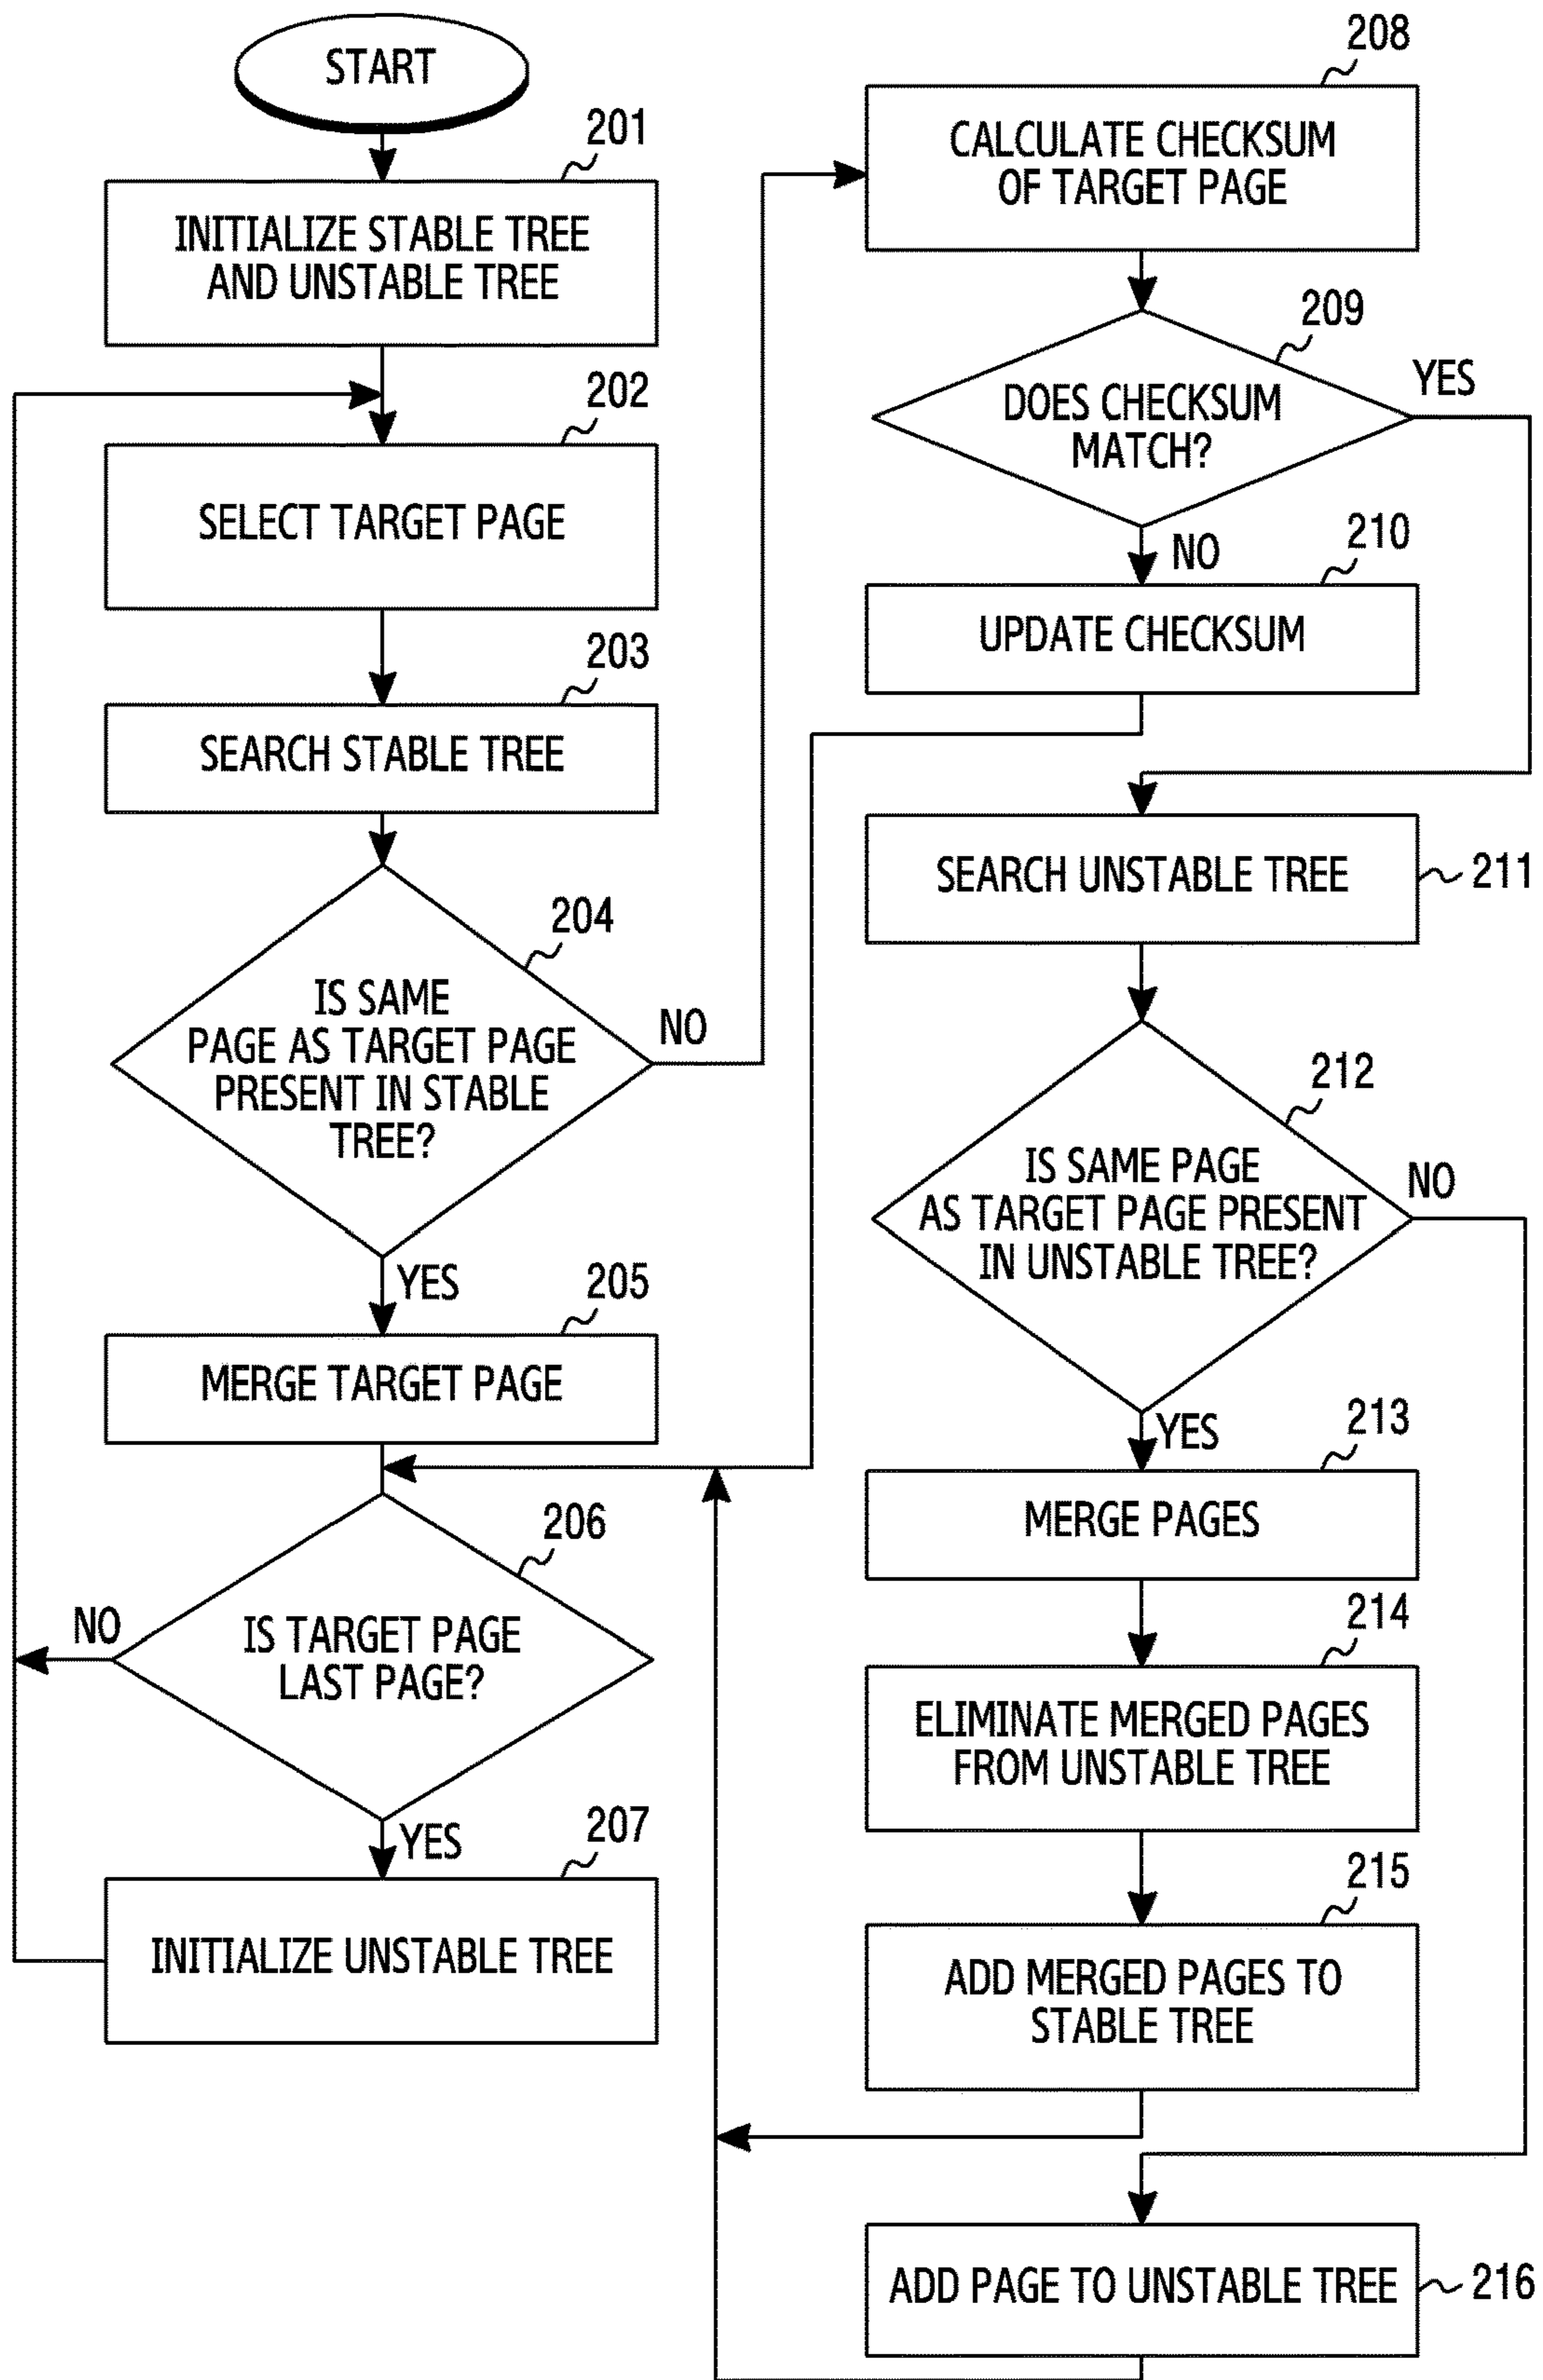 START
201
INITIALIZE STABLE TREE
AND UNSTABLE TREE
202
SELECT TARGET PAGE
203
SEARCH STABLE TREE
204
IS SAME
PAGE AS TARGET PAGE
PRESENT IN STABLE
TREE?
NO
YES
205
MERGE TARGET PAGE
206
IS TARGET PAGE
LAST PAGE?
NO
YES
207
INITIALIZE UNSTABLE TREE
208
CALCULATE CHECKSUM
OF TARGET PAGE
209
DOES CHECKSUM
MATCH?
YES
NO
210
UPDATE CHECKSUM
SEARCH UNSTABLE TREE
211
212
IS SAME PAGE
AS TARGET PAGE PRESENT
IN UNSTABLE TREE?
NO
YES
213
MERGE PAGES
214
ELIMINATE MERGED PAGES
FROM UNSTABLE TREE
215
ADD MERGED PAGES TO
STABLE TREE
ADD PAGE TO UNSTABLE TREE
216